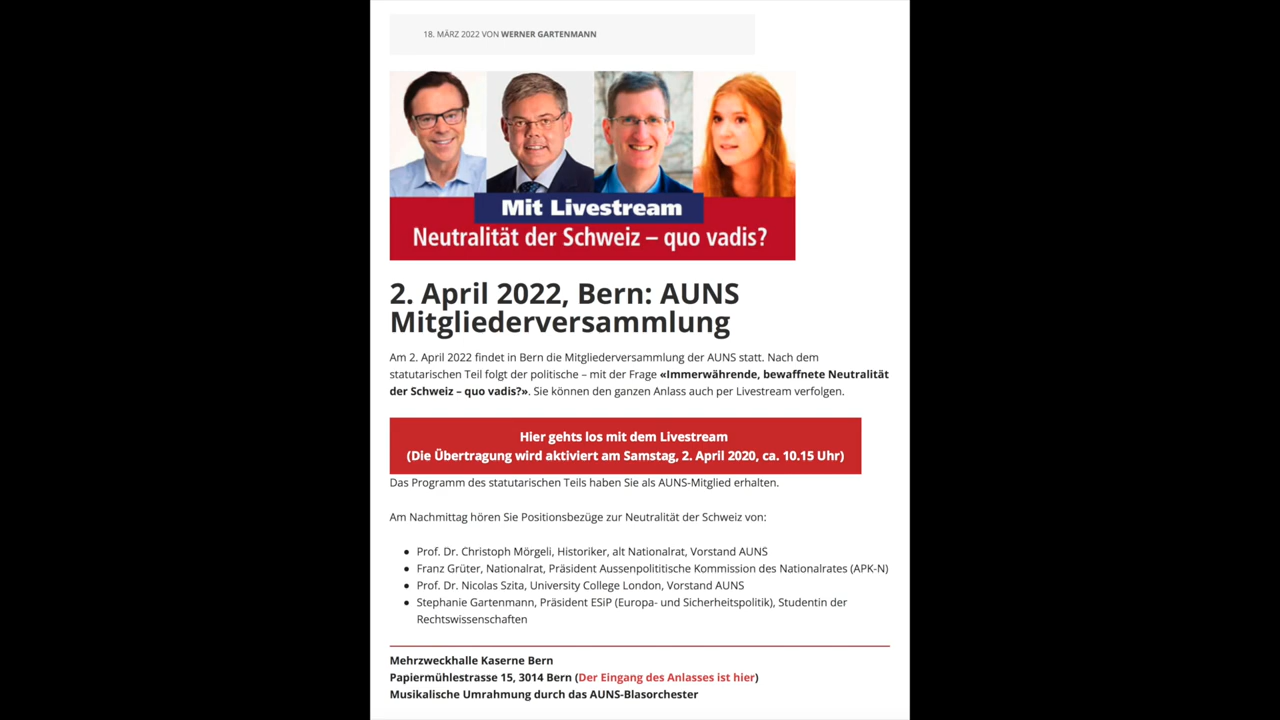 18. MÄRZ 2022 VON WERNER GARTENMANN
Mit Livestream
Neutralität der Schweiz – quo vadis?
2. April 2022, Bern: AUNS
Mitgliederversammlung
Am 2. April 2022 findet in Bern die Mitgliederversammlung der AUNS statt. Nach dem
statutarischen Teil folgt der politische – mit der Frage «Immerwährende, bewaffnete Neutralität
der Schweiz – quo vadis?». Sie können den ganzen Anlass auch per Livestream verfolgen.
Hier gehts los mit dem Livestream
(Die Übertragung wird aktiviert am Samstag, 2. April 2020, ca. 10.15 Uhr)
Das Programm des statutarischen Teils haben Sie als AUNS-Mitglied erhalten.
Am Nachmittag hören Sie Positionsbezüge zur Neutralität der Schweiz von:
● Prof. Dr. Christoph Mörgeli, Historiker, alt Nationalrat, Vorstand AUNS
● Franz Grüter, Nationalrat, Präsident Aussenpolititische Kommission des Nationalrates (APK-N)
● Prof. Dr. Nicolas Szita, University College London, Vorstand AUNS
● Stephanie Gartenmann, Präsident ESiP (Europa- und Sicherheitspolitik), Studentin der
Rechtswissenschaften
Mehrzweckhalle Kaserne Bern
Papiermühlestrasse 15, 3014 Bern (Der Eingang des Anlasses ist hier)
Musikalische Umrahmung durch das AUNS-Blasorchester